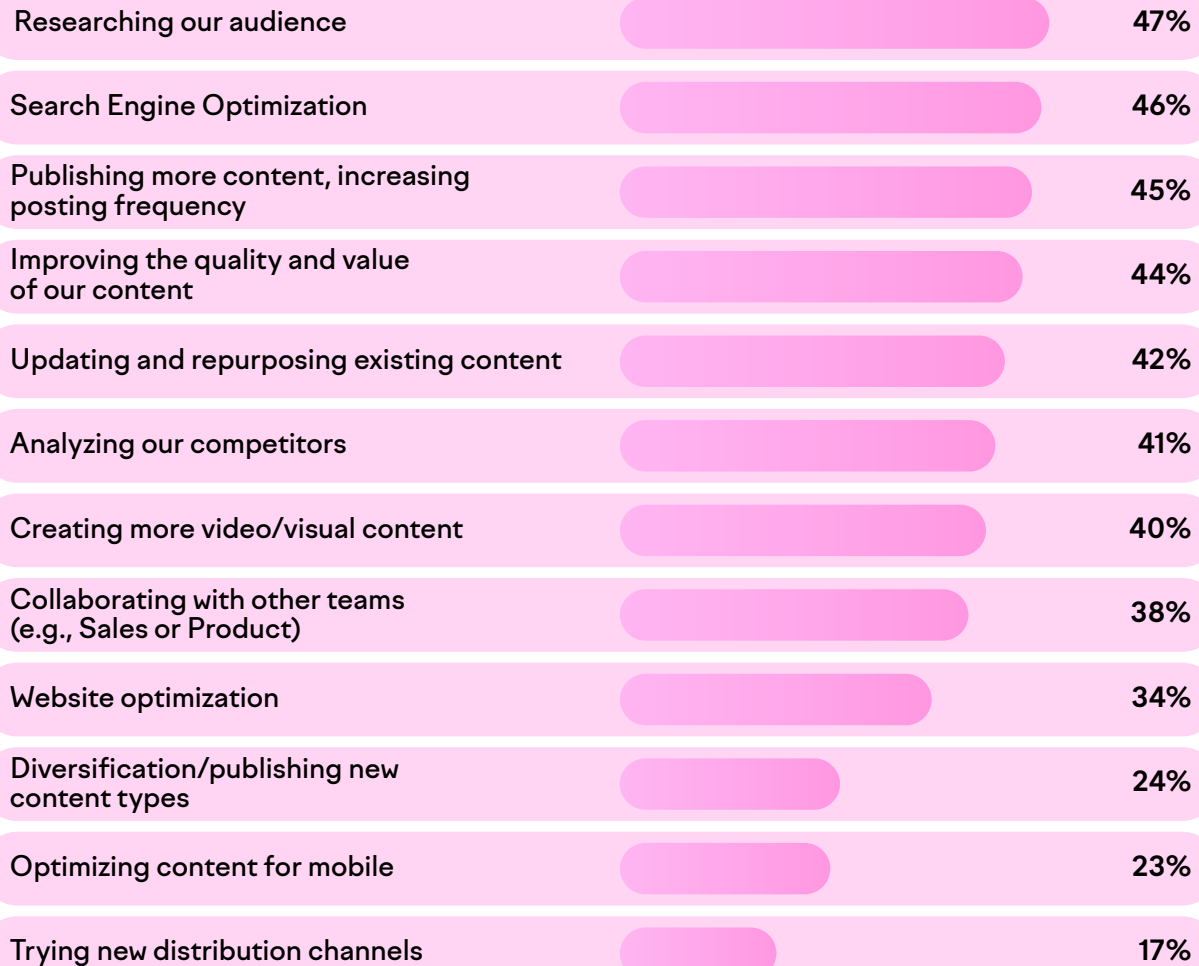 Researching our audience 47%
Search Engine Optimization 46%
Publishing more content, increasing
posting frequency 45%
Improving the quality and value
of our content 44%
Updating and repurposing existing content 42%
Analyzing our competitors 41%
Creating more video/visual content 40%
Collaborating with other teams
(e.g., Sales or Product) 38%
Website optimization 34%
Diversification/publishing new
content types 24%
Optimizing content for mobile 23%
Trying new distribution channels 17%